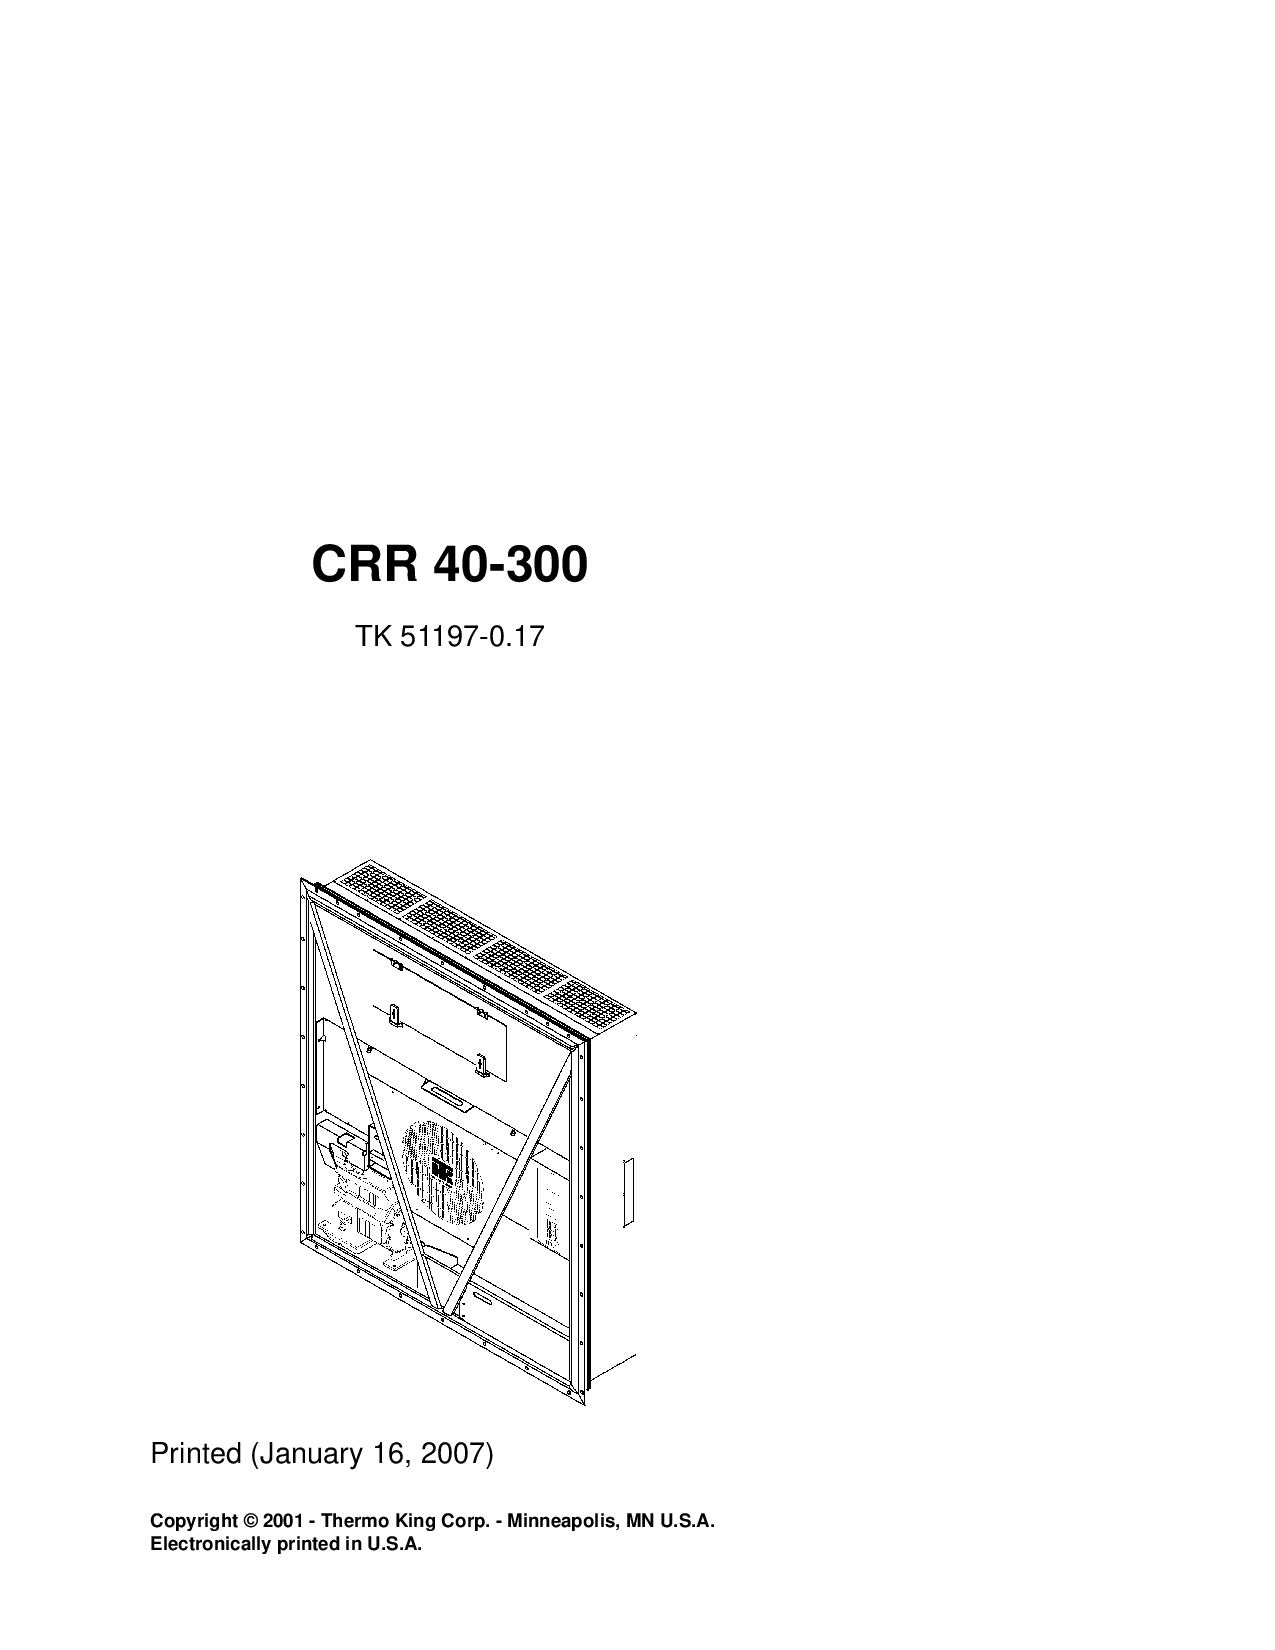 CRR 40-300
TK 51197-0.17
Printed (January 16, 2007)
Copyright © 2001 - Thermo King Corp. - Minneapolis, MN U.S.A.
Electronically printed in U.S.A.